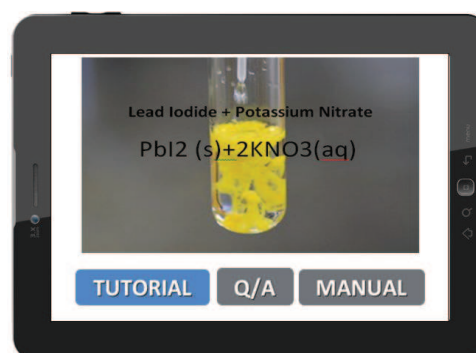 Lead Iodide + Potassium Nitrate
PbI2 (s)+2KNO3(aq)
TUTORIAL
Q/A
MANUAL